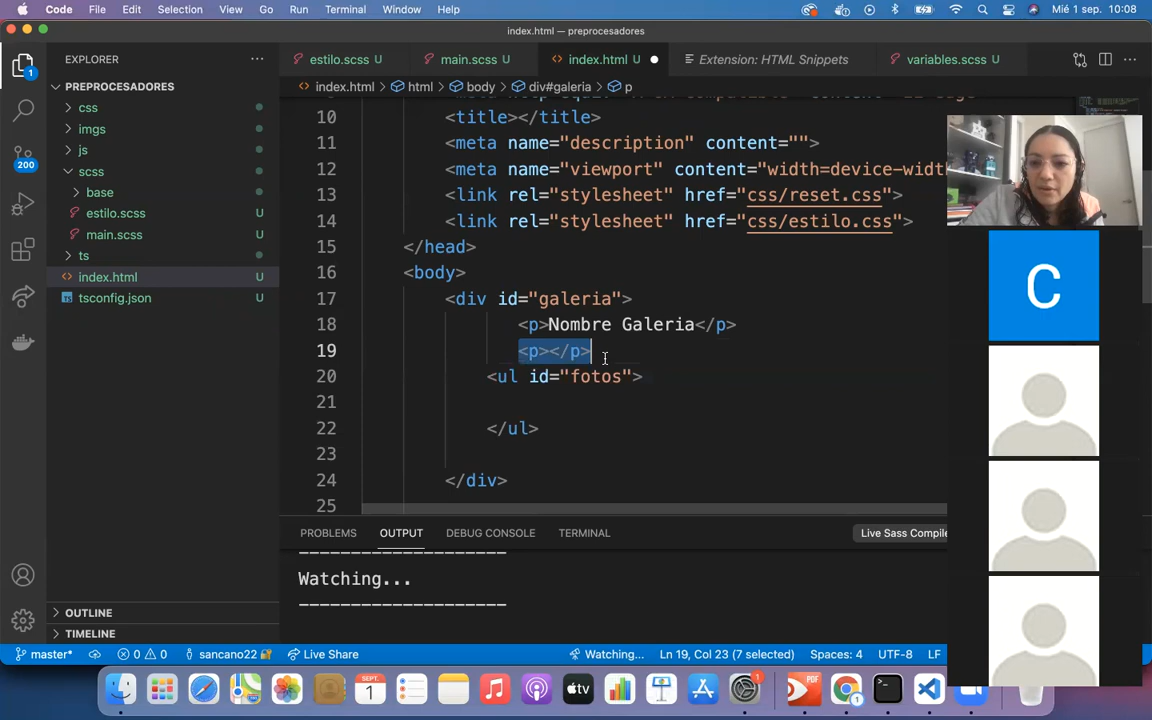 Code File Edit Selection View Go Run Terminal Window Help Mié 1 sep. 10:08
index.html — preprocesadores
EXPLORER
estilo.scss U
main.scss U
index.html U
Extension: HTML Snippets
variables.scss U
index.html > html > body > div#galeria > p
PREPROCESADORES
css
imgs
js
scss
base
estilo.scss U
main.scss U
ts
index.html U
tsconfig.json U
OUTLINE
TIMELINE
1
200
10 <title></title>
11 <meta name="description" content="">
12 <meta name="viewport" content="width=device-widt
13 <link rel="stylesheet" href="css/reset.css">
14 <link rel="stylesheet" href="css/estilo.css">
15 </head>
16 <body>
17 <div id="galeria">
18 <p>Nombre Galeria</p>
19 <p></p>
20 <ul id="fotos">
21
22 </ul>
23
24 </div>
25
PROBLEMS OUTPUT DEBUG CONSOLE TERMINAL Live Sass Compile
--------------------
Watching...
--------------------
C
master* 0 0 sancano22 Live Share Watching... Ln 19, Col 23 (7 selected) Spaces: 4 UTF-8 LF
SEPT.
1
tv
1
PDF
1